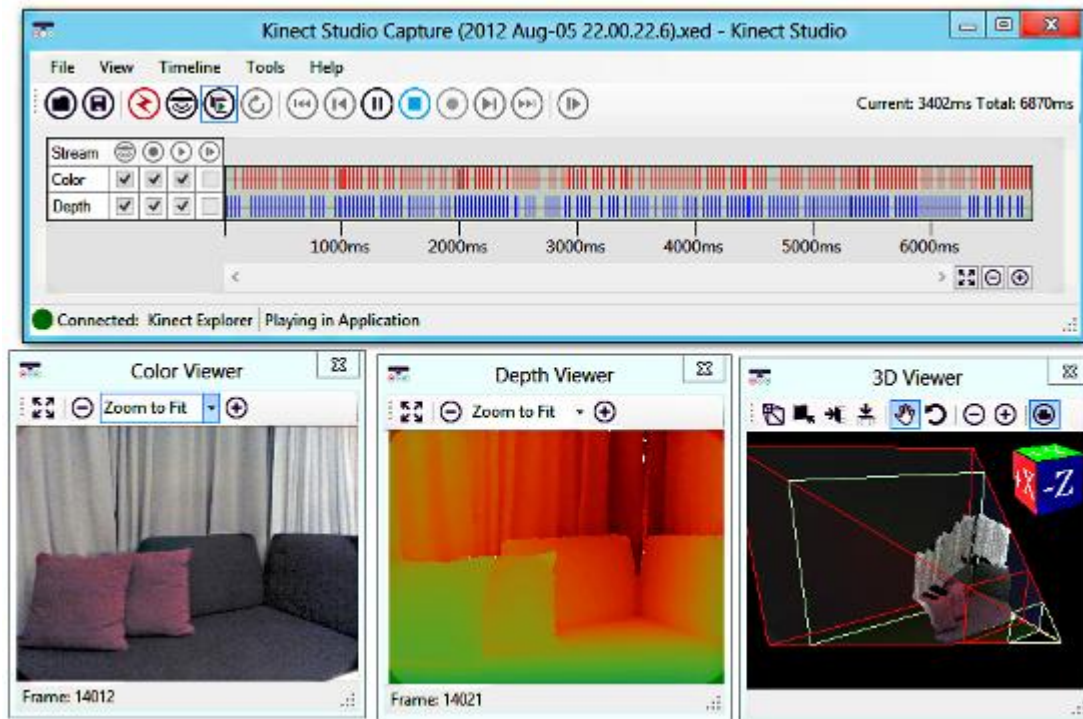 Kinect Studio Capture (2012 Aug-05 22.00.22.6).xed - Kinect Studio
File View Timeline Tools Help
Current: 3402ms Total: 6870ms
Stream
Color
Depth
1000ms 2000ms 3000ms 4000ms 5000ms 6000ms
Connected: Kinect Explorer Playing in Application
Color Viewer
Zoom to Fit
Frame: 14012
Depth Viewer
Zoom to Fit
Frame: 14021
3D Viewer
+X -Z